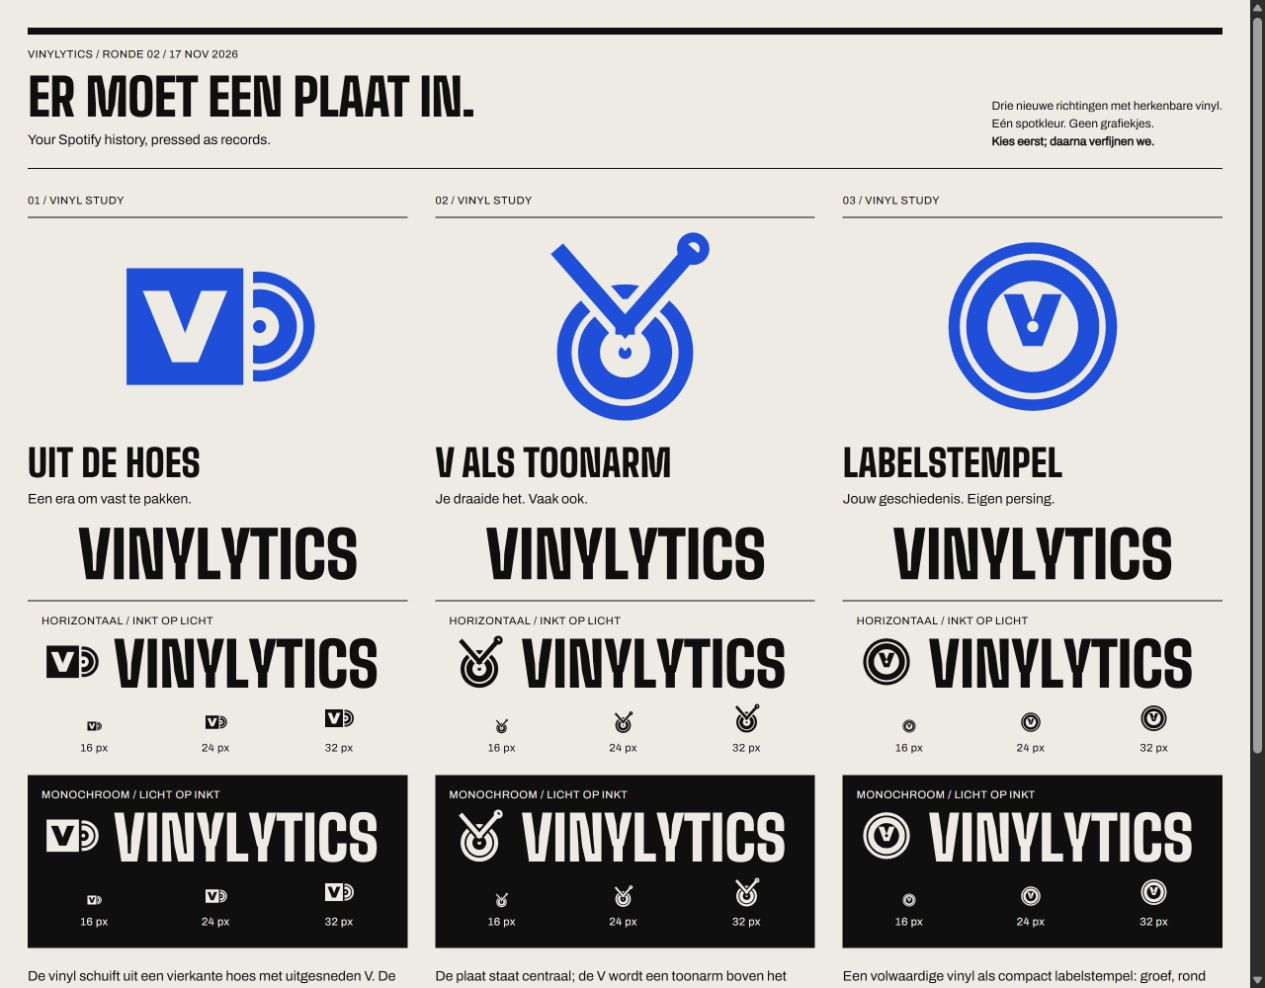 VINYLYTICS / RONDE 02 / 17 NOV 2026
ER MOET EEN PLAAT IN.
Your Spotify history, pressed as records.
Drie nieuwe richtingen met herkenbare vinyl.
Eén spotkleur. Geen grafiekjes.
Kies eerst; daarna verfijnen we.
01 / VINYL STUDY
V
UIT DE HOES
Een era om vast te pakken.
VINYLYTICS
HORIZONTAAL / INKT OP LICHT
V VINYLYTICS
V V V
16 px 24 px 32 px
MONOCHROOM / LICHT OP INKT
V VINYLYTICS
V V V
16 px 24 px 32 px
De vinyl schuift uit een vierkante hoes met uitgesneden V. De
02 / VINYL STUDY
V ALS TOONARM
Je draaide het. Vaak ook.
VINYLYTICS
HORIZONTAAL / INKT OP LICHT
VINYLYTICS
16 px 24 px 32 px
MONOCHROOM / LICHT OP INKT
VINYLYTICS
16 px 24 px 32 px
De plaat staat centraal; de V wordt een toonarm boven het
03 / VINYL STUDY
V
LABELSTEMPEL
Jouw geschiedenis. Eigen persing.
VINYLYTICS
HORIZONTAAL / INKT OP LICHT
V VINYLYTICS
V V V
16 px 24 px 32 px
MONOCHROOM / LICHT OP INKT
V VINYLYTICS
V V V
16 px 24 px 32 px
Een volwaardige vinyl als compact labelstempel: groef, rond